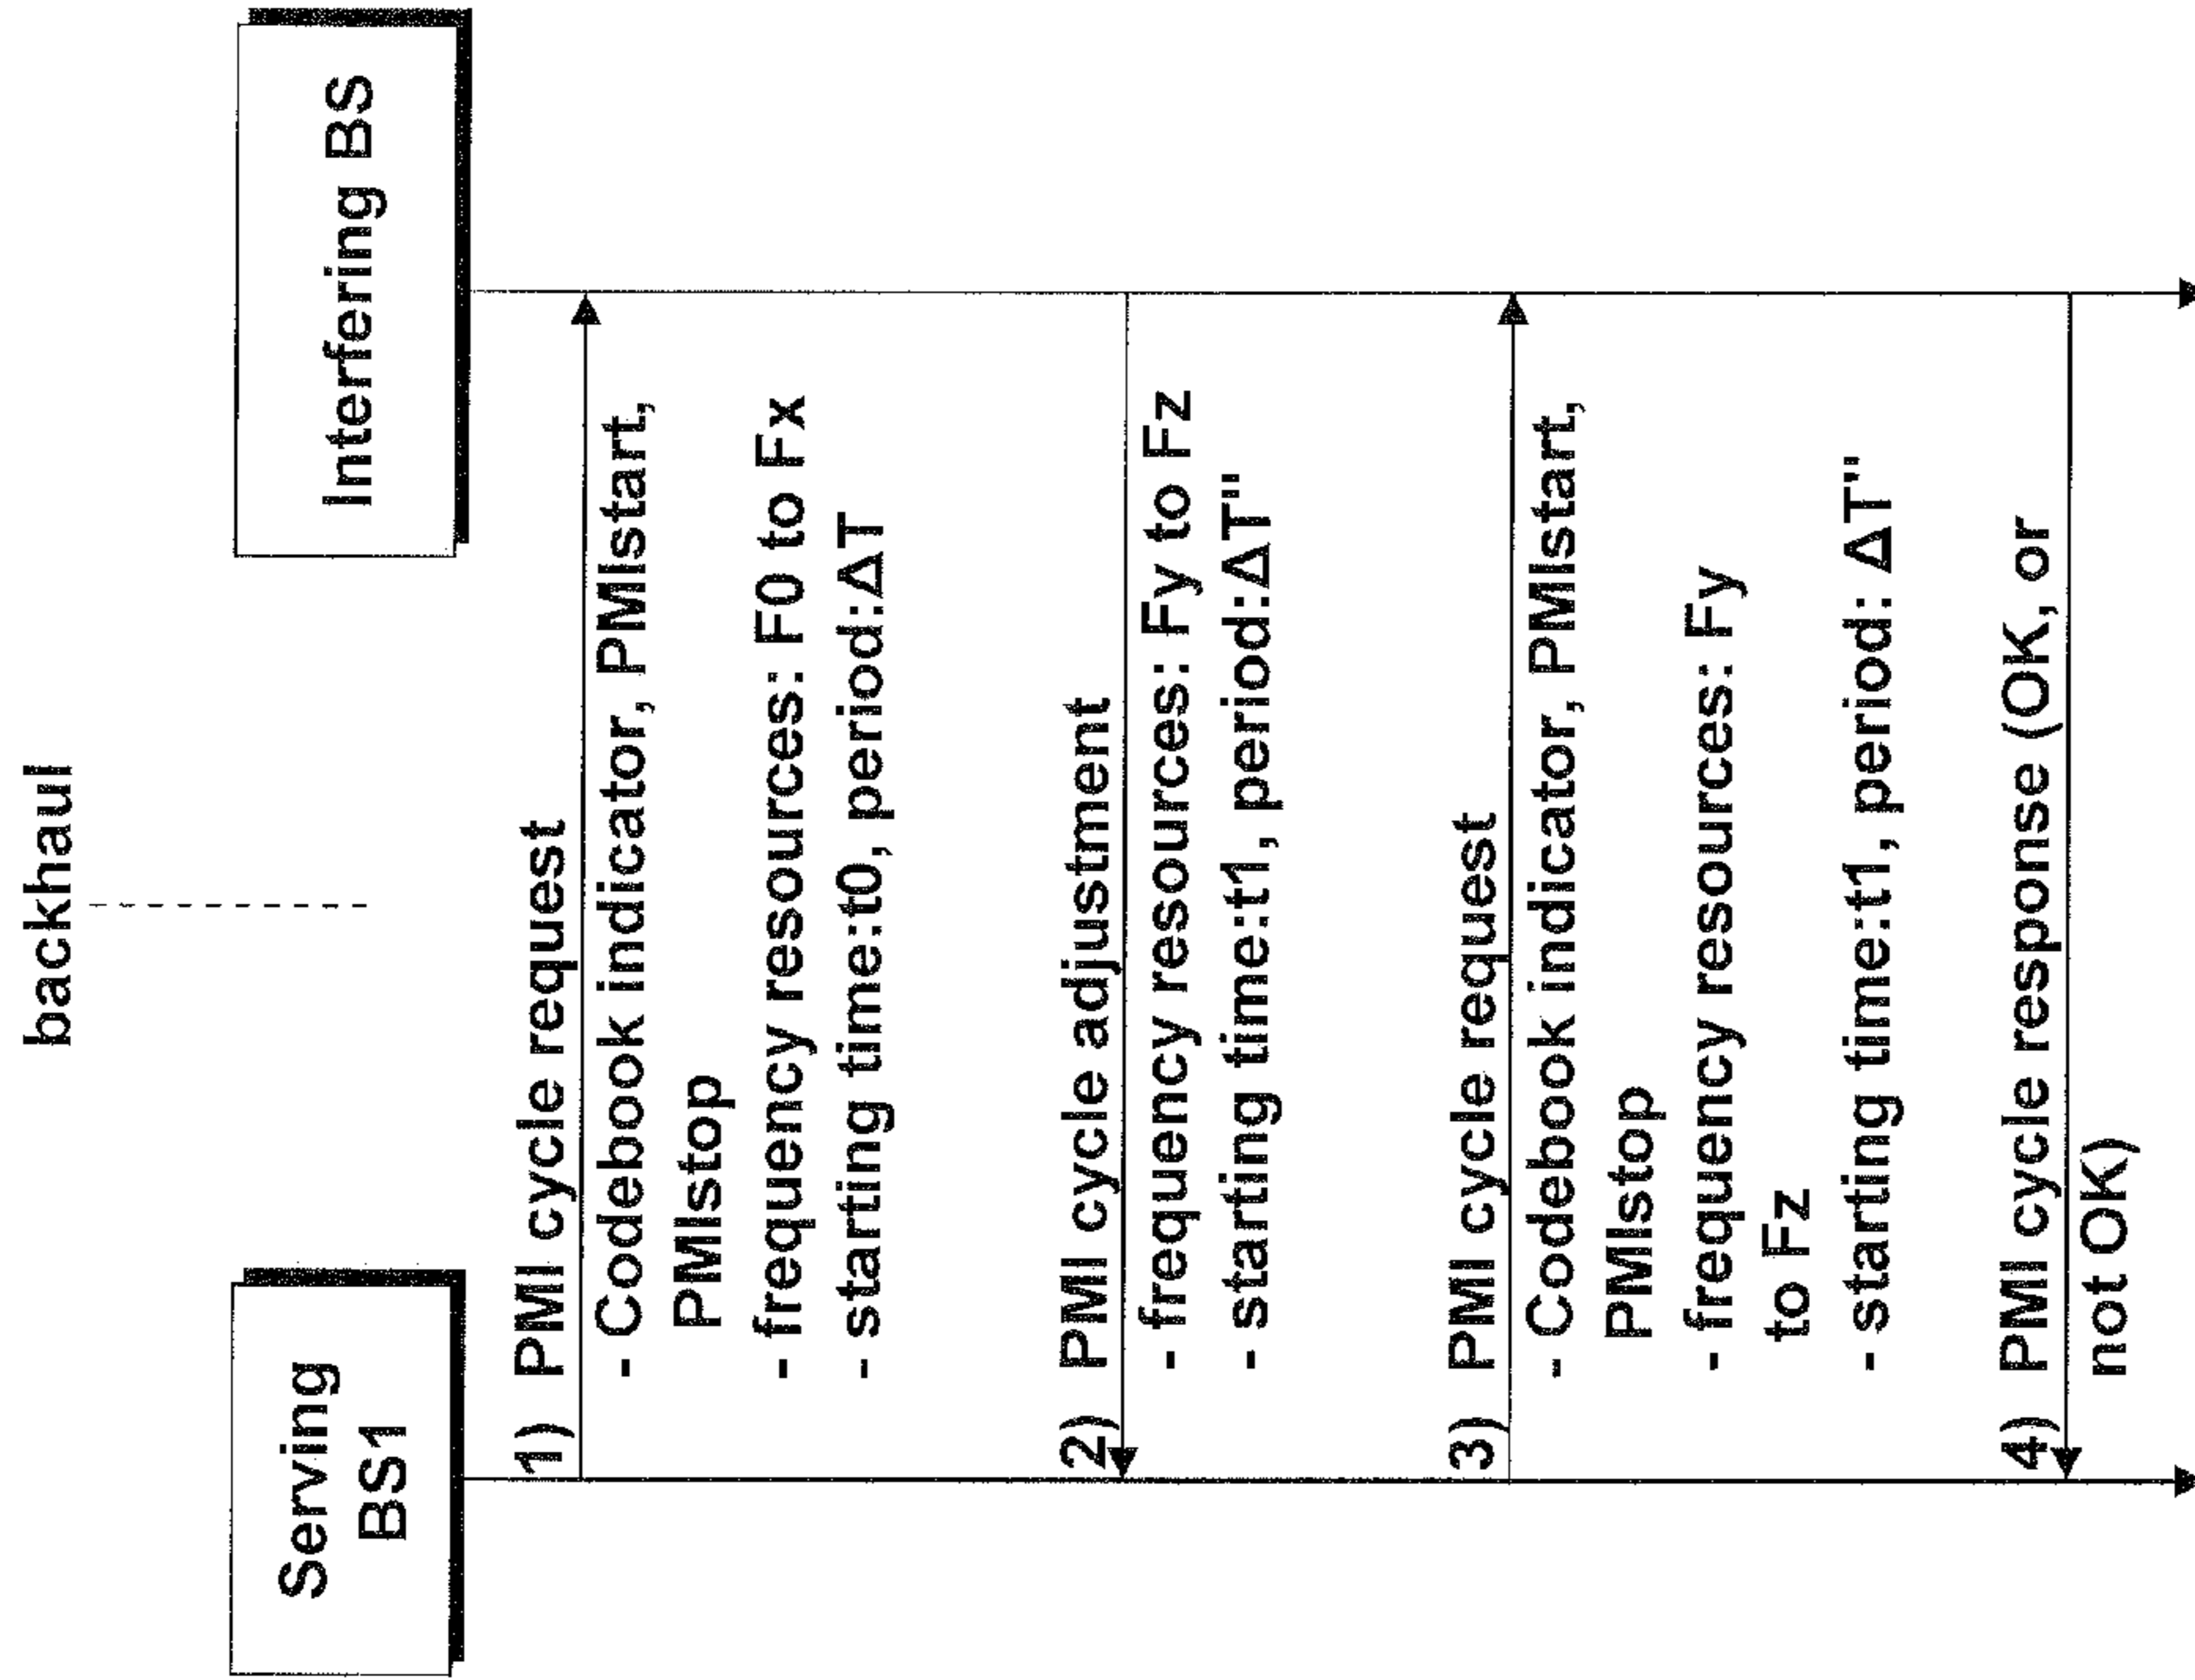 backhaul
Serving
BS1
Interfering BS
1) PMI cycle request
- Codebook indicator, PMIstart,
PMIstop
- frequency resources: F0 to Fx
- starting time:t0, period:ΔT
2) PMI cycle adjustment
- frequency resources: Fy to Fz
- starting time:t1, period:ΔT"
3) PMI cycle request
- Codebook indicator, PMIstart,
PMIstop
- frequency resources: Fy
to Fz
- starting time:t1, period: ΔT"
4) PMI cycle response (OK, or
not OK)